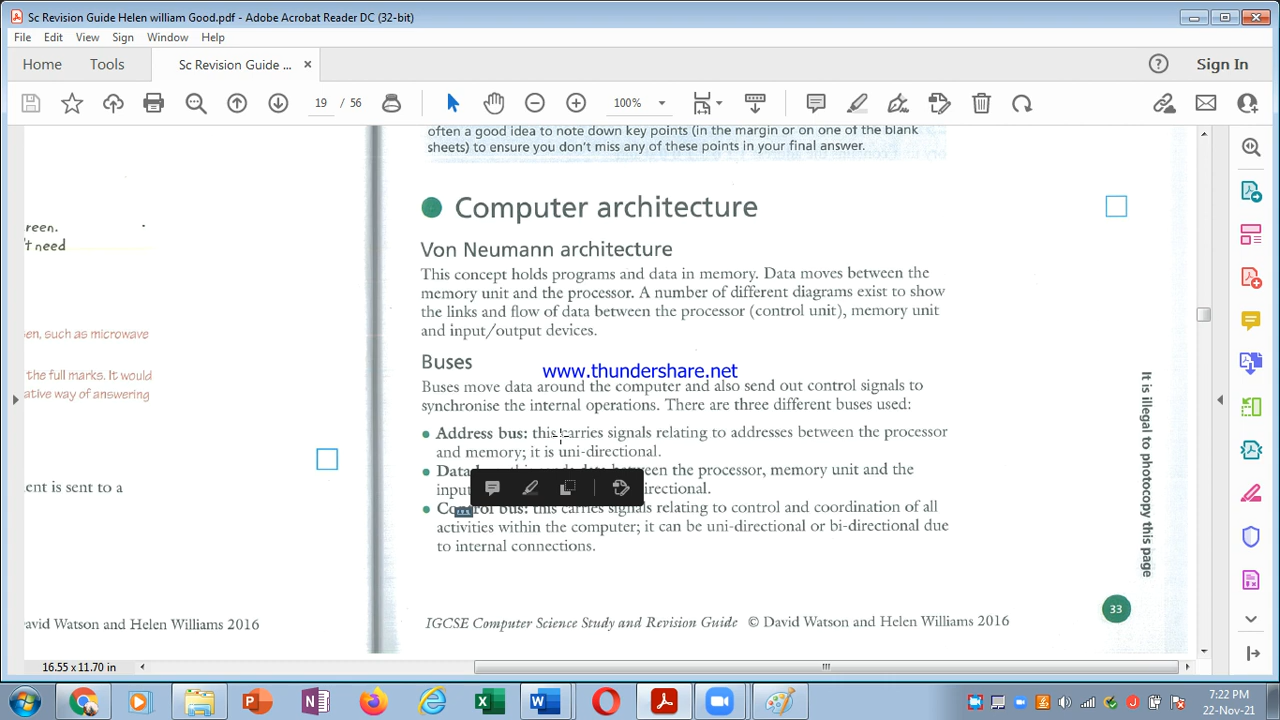 Sc Revision Guide Helen william Good.pdf - Adobe Acrobat Reader DC (32-bit)
File Edit View Sign Window Help
Home Tools Sc Revision Guide ... × Sign In
19 / 56 100%
often a good idea to note down key points (in the margin or on one of the blank
sheets) to ensure you don't miss any of these points in your final answer.
Computer architecture
reen.
't need
Von Neumann architecture
This concept holds programs and data in memory. Data moves between the
memory unit and the processor. A number of different diagrams exist to show
the links and flow of data between the processor (control unit), memory unit
and input/output devices.
en, such as microwave
the full marks. It would
ative way of answering
Buses
www.thundershare.net
Buses move data around the computer and also send out control signals to
synchronise the internal operations. There are three different buses used:
Address bus: this carries signals relating to addresses between the processor
and memory; it is uni-directional.
Data between the processor, memory unit and the
input irectional.
Control bus: this carries signals relating to control and coordination of all
activities within the computer; it can be uni-directional or bi-directional due
to internal connections.
ent is sent to a
It is illegal to photocopy this page
33
avid Watson and Helen Williams 2016
IGCSE Computer Science Study and Revision Guide © David Watson and Helen Williams 2016
16.55 x 11.70 in
7:22 PM
22-Nov-21